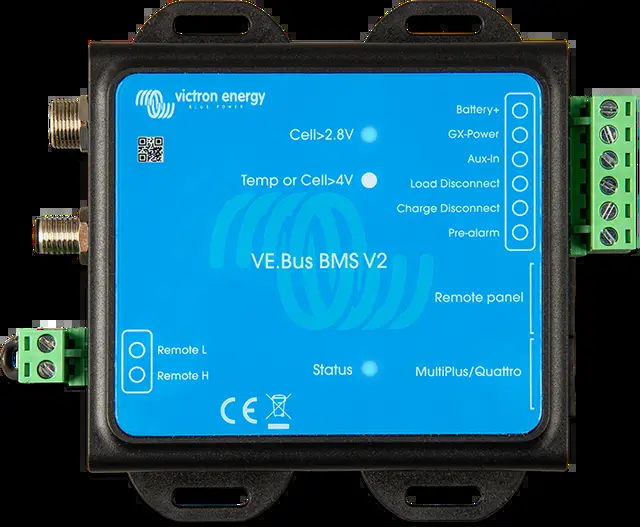 victron energy
BLUE POWER
Cell>2.8V
Temp or Cell>4V
VE.Bus BMS V2
Status
Battery+
GX-Power
Aux-In
Load Disconnect
Charge Disconnect
Pre-alarm
Remote panel
MultiPlus/Quattro
Remote L
Remote H
CE